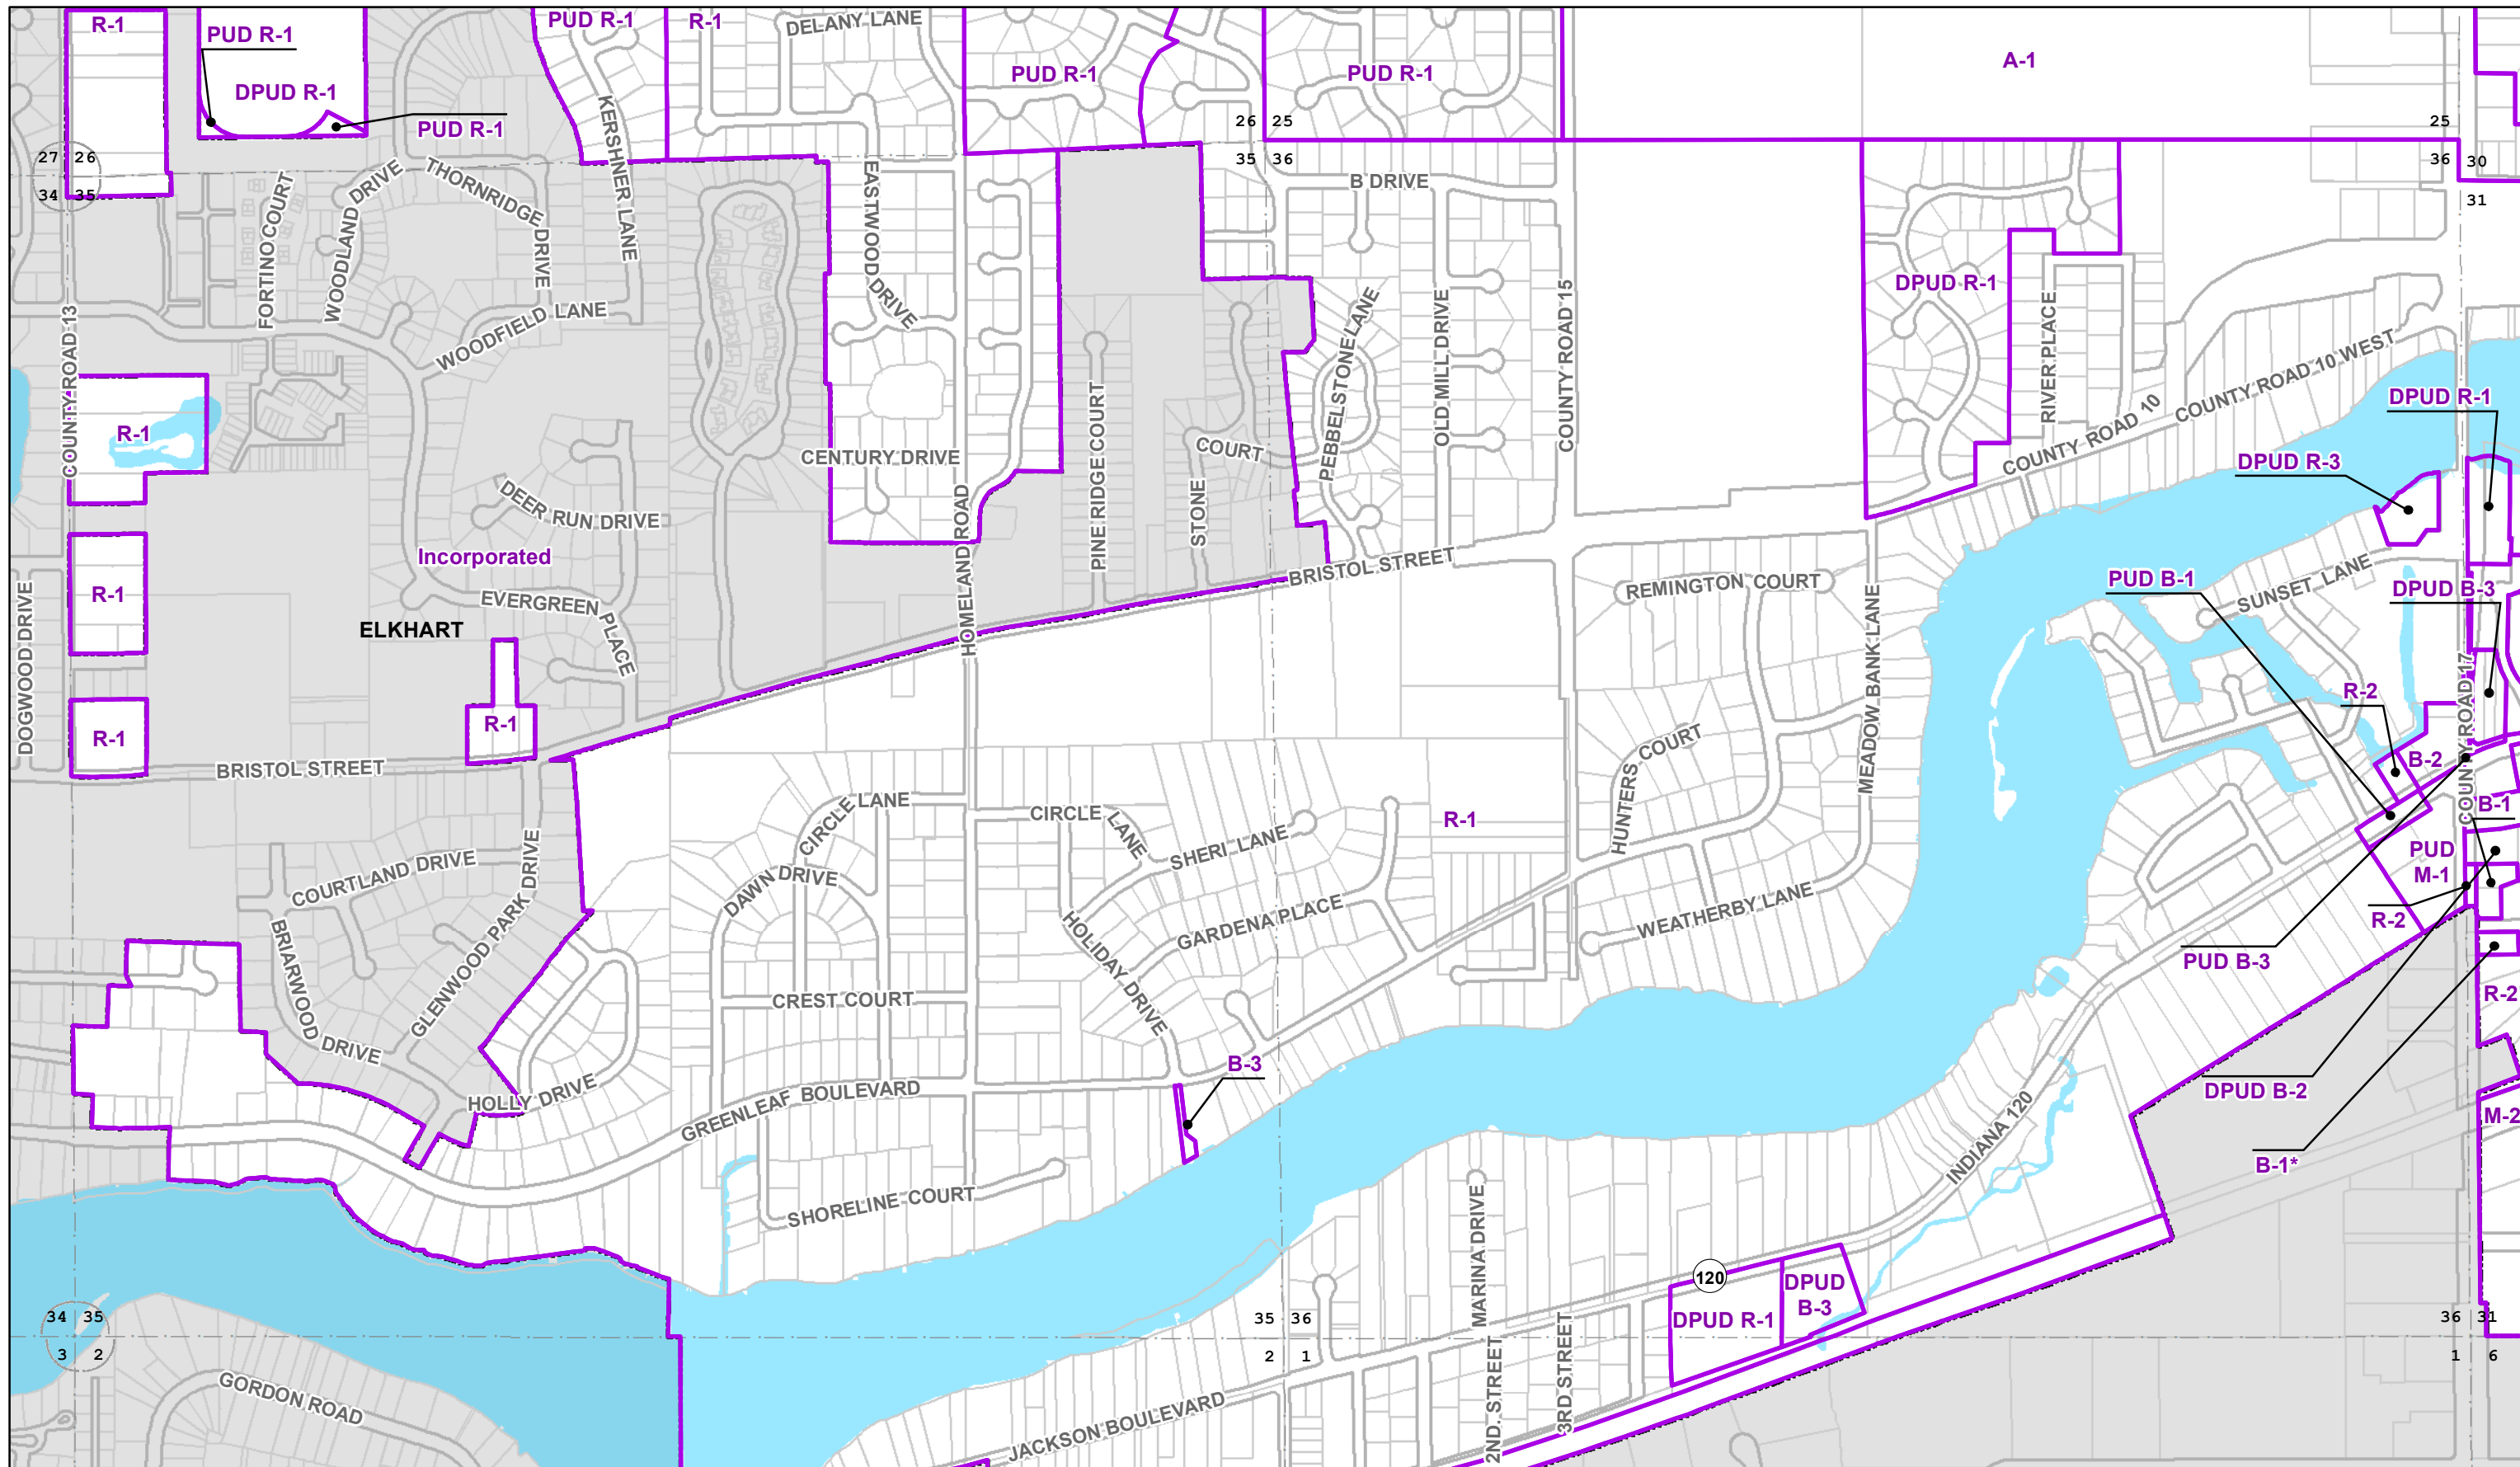 R-1
PUD R-1
DPUD R-1
PUD R-1
PUD R-1
R-1
DELANY LANE
PUD R-1
PUD R-1
A-1
KERSHNER LANE
26 25
35 36
25
36 30
31
27 26
34 35
FORTINO COURT
WOODLAND DRIVE
THORNRIDGE DRIVE
EASTWOOD DRIVE
B DRIVE
WOODFIELD LANE
COUNTY ROAD 13
R-1
PEBBELSTONE LANE
OLD MILL DRIVE
COUNTY ROAD 15
DPUD R-1
RIVER PLACE
COUNTY ROAD 10 WEST
COUNTY ROAD 10
DPUD R-1
DPUD R-3
CENTURY DRIVE
PINE RIDGE COURT
STONE
COURT
DEER RUN DRIVE
HOMELAND ROAD
Incorporated
BRISTOL STREET
R-1
DOGWOOD DRIVE
EVERGREEN PLACE
ELKHART
REMINGTON COURT
MEADOW BANK LANE
PUD B-1
SUNSET LANE
DPUD B-3
COUNTY ROAD 17
R-2
R-1
R-1
BRISTOL STREET
HUNTERS COURT
B-2
B-1
PUD
M-1
R-2
CIRCLE LANE
CIRCLE LANE
SHERI LANE
R-1
COURTLAND DRIVE
DAWN DRIVE
GLENWOOD PARK DRIVE
BRIARWOOD DRIVE
HOLIDAY DRIVE
GARDENA PLACE
WEATHERBY LANE
PUD B-3
R-2
CREST COURT
B-3
HOLLY DRIVE
GREENLEAF BOULEVARD
DPUD B-2
M-2
INDIANA 120
B-1*
SHORELINE COURT
MARINA DRIVE
120
DPUD R-1
DPUD
B-3
34 35
3 2
35 36
2 1
36 31
1 6
GORDON ROAD
JACKSON BOULEVARD
2ND. STREET
3RD STREET